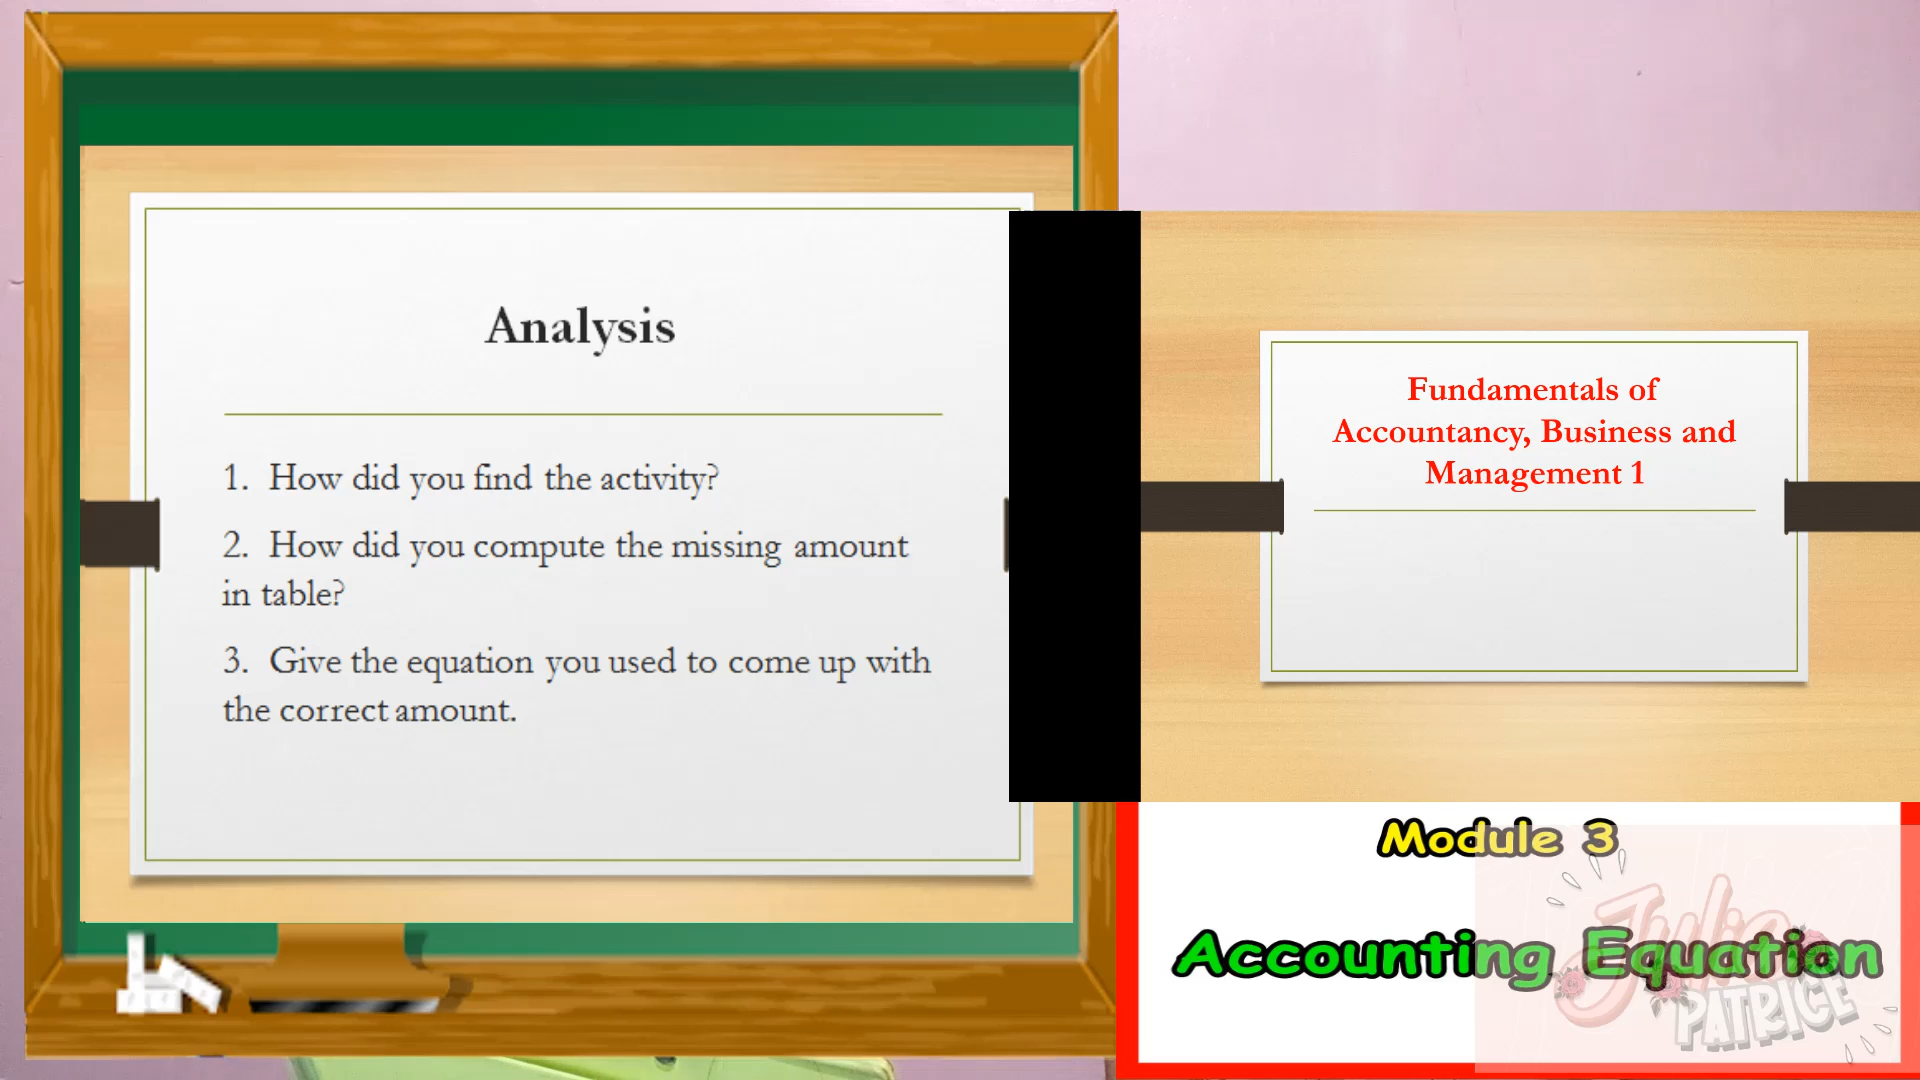 Analysis
1. How did you find the activity?
2. How did you compute the missing amount
in table?
3. Give the equation you used to come up with
the correct amount.
Fundamentals of
Accountancy, Business and
Management 1
Module 3
Accounting Equation
Julia
PATRICE